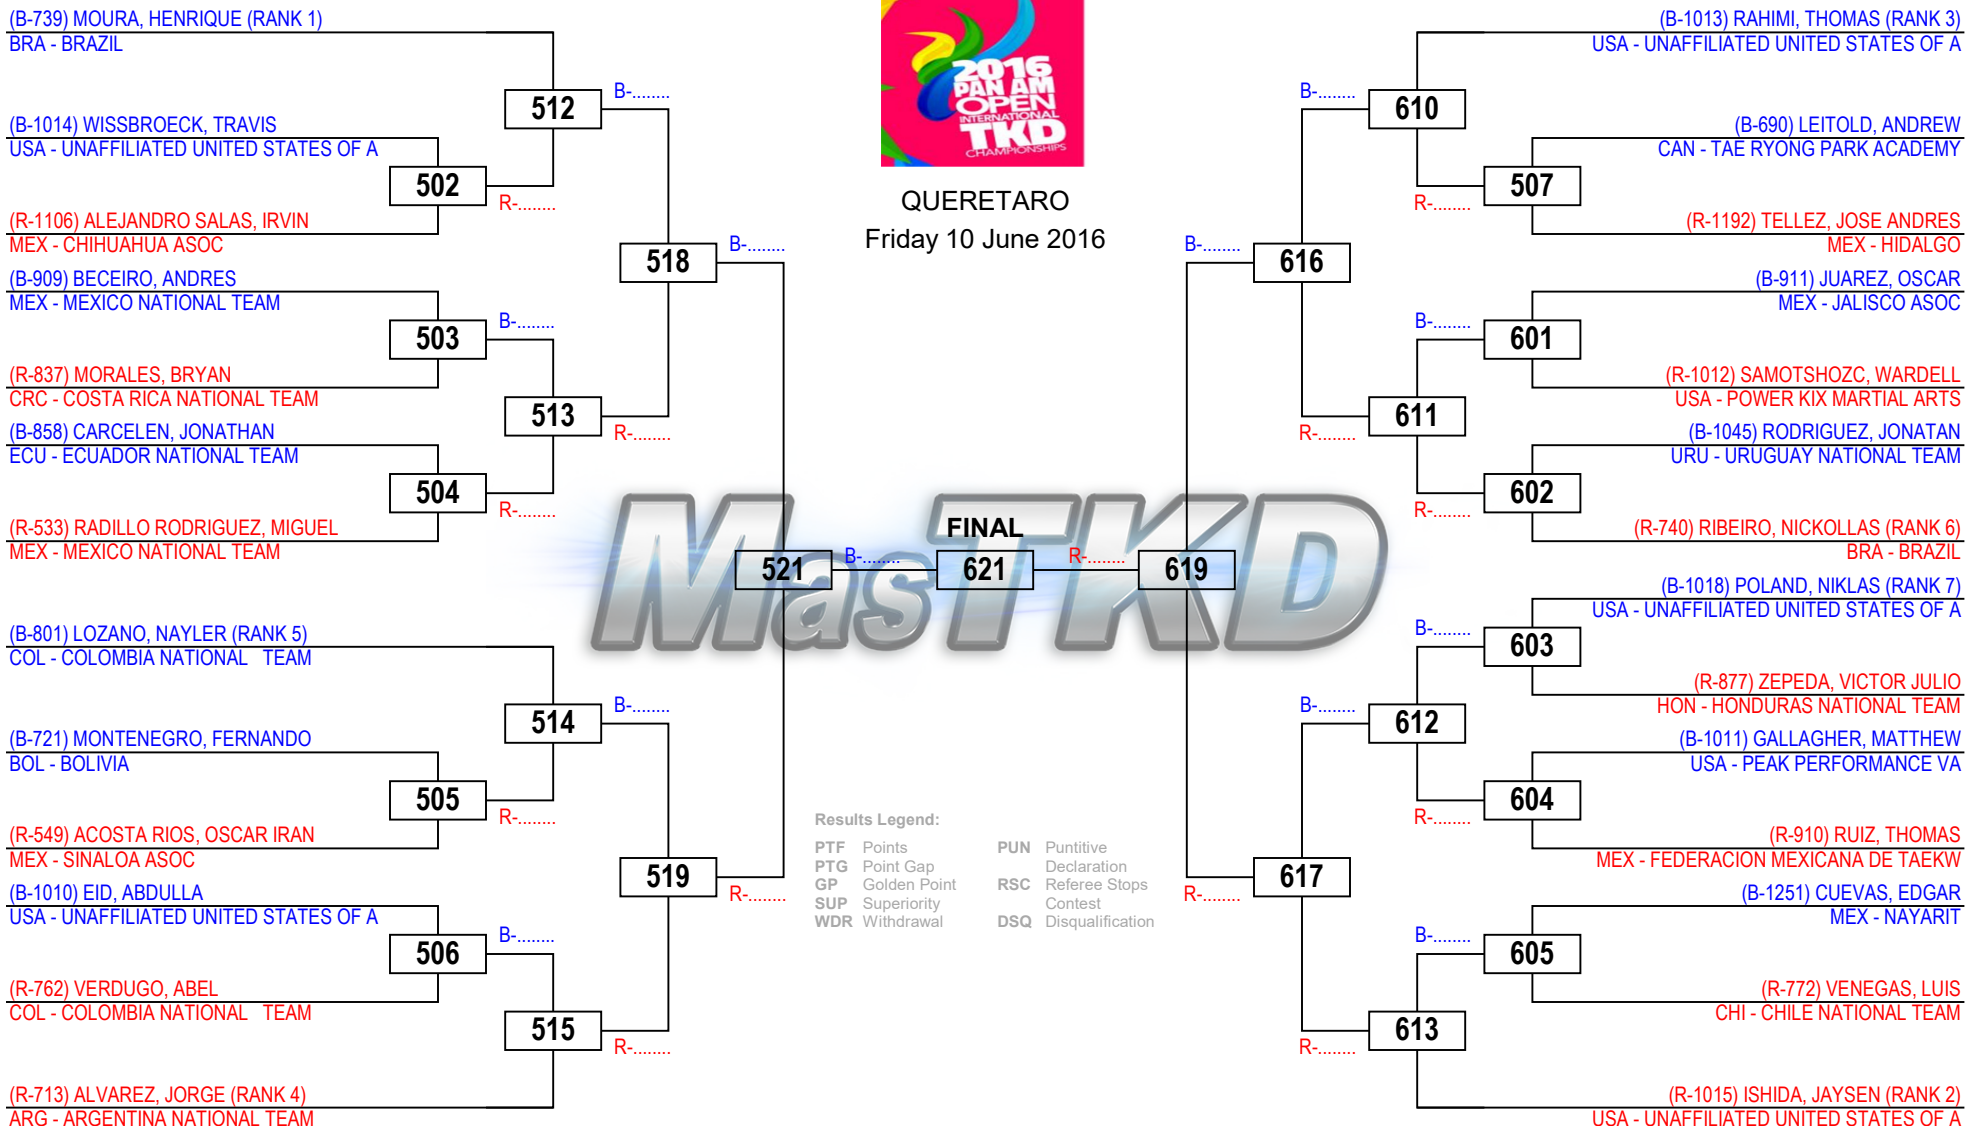 (B-739) MOURA, HENRIQUE (RANK 1)
BRA - BRAZIL
(B-1014) WISSBROECK, TRAVIS
USA - UNAFFILIATED UNITED STATES OF A
(R-1106) ALEJANDRO SALAS, IRVIN
MEX - CHIHUAHUA ASOC
(B-909) BECEIRO, ANDRES
MEX - MEXICO NATIONAL TEAM
(R-837) MORALES, BRYAN
CRC - COSTA RICA NATIONAL TEAM
(B-858) CARCELEN, JONATHAN
ECU - ECUADOR NATIONAL TEAM
(R-533) RADILLO RODRIGUEZ, MIGUEL
MEX - MEXICO NATIONAL TEAM
(B-801) LOZANO, NAYLER (RANK 5)
COL - COLOMBIA NATIONAL TEAM
(B-721) MONTENEGRO, FERNANDO
BOL - BOLIVIA
(R-549) ACOSTA RIOS, OSCAR IRAN
MEX - SINALOA ASOC
(B-1010) EID, ABDULLA
USA - UNAFFILIATED UNITED STATES OF A
(R-762) VERDUGO, ABEL
COL - COLOMBIA NATIONAL TEAM
(R-713) ALVAREZ, JORGE (RANK 4)
ARG - ARGENTINA NATIONAL TEAM
502
503
504
505
506
R-........
B-........
R-........
R-........
B-........
512
513
514
515
B-........
R-........
B-........
R-........
518
519
B-........
R-........
521
B-........
2016
PAN AM
OPEN
INTERNATIONAL
TKD
CHAMPIONSHIPS
QUERETARO
Friday 10 June 2016
MasTKD
FINAL
621
Results Legend:
PTF Points
PTG Point Gap
GP Golden Point
SUP Superiority
WDR Withdrawal
PUN Puntitive
Declaration
RSC Referee Stops
Contest
DSQ Disqualification
R-........
619
B-........
R-........
616
617
B-........
R-........
B-........
R-........
610
611
612
613
R-........
B-........
R-........
B-........
R-........
B-........
507
601
602
603
604
605
(B-1013) RAHIMI, THOMAS (RANK 3)
USA - UNAFFILIATED UNITED STATES OF A
(B-690) LEITOLD, ANDREW
CAN - TAE RYONG PARK ACADEMY
(R-1192) TELLEZ, JOSE ANDRES
MEX - HIDALGO
(B-911) JUAREZ, OSCAR
MEX - JALISCO ASOC
(R-1012) SAMOTSHOZC, WARDELL
USA - POWER KIX MARTIAL ARTS
(B-1045) RODRIGUEZ, JONATAN
URU - URUGUAY NATIONAL TEAM
(R-740) RIBEIRO, NICKOLLAS (RANK 6)
BRA - BRAZIL
(B-1018) POLAND, NIKLAS (RANK 7)
USA - UNAFFILIATED UNITED STATES OF A
(R-877) ZEPEDA, VICTOR JULIO
HON - HONDURAS NATIONAL TEAM
(B-1011) GALLAGHER, MATTHEW
USA - PEAK PERFORMANCE VA
(R-910) RUIZ, THOMAS
MEX - FEDERACION MEXICANA DE TAEKW
(B-1251) CUEVAS, EDGAR
MEX - NAYARIT
(R-772) VENEGAS, LUIS
CHI - CHILE NATIONAL TEAM
(R-1015) ISHIDA, JAYSEN (RANK 2)
USA - UNAFFILIATED UNITED STATES OF A